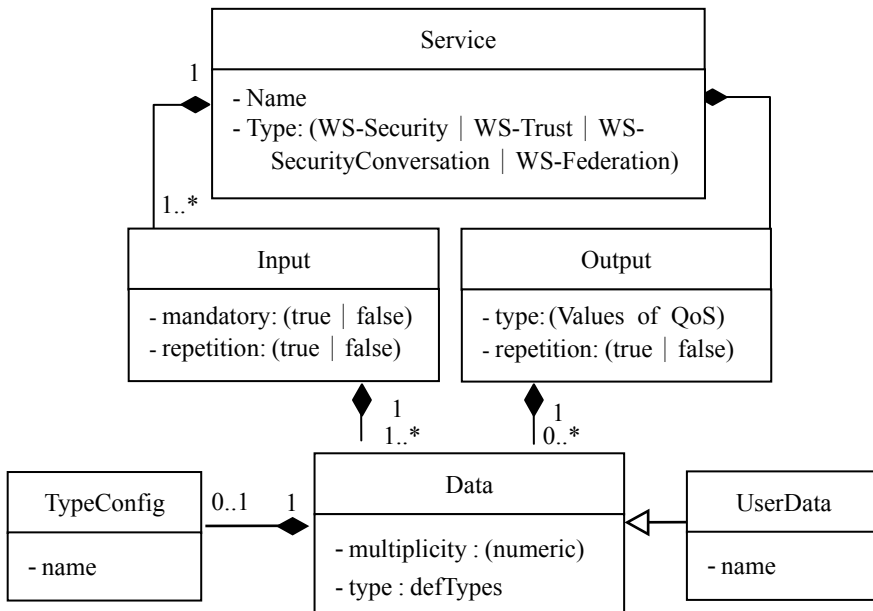 Service
1
- Name
- Type: (WS-Security | WS-Trust | WS-
SecurityConversation | WS-Federation)
1..*
Input
Output
- mandatory: (true | false)
- repetition: (true | false)
- type:(Values of QoS)
- repetition: (true | false)
1
1..*
1
0..*
TypeConfig
0..1
1
Data
UserData
- name
- multiplicity : (numeric)
- type : defTypes
- name